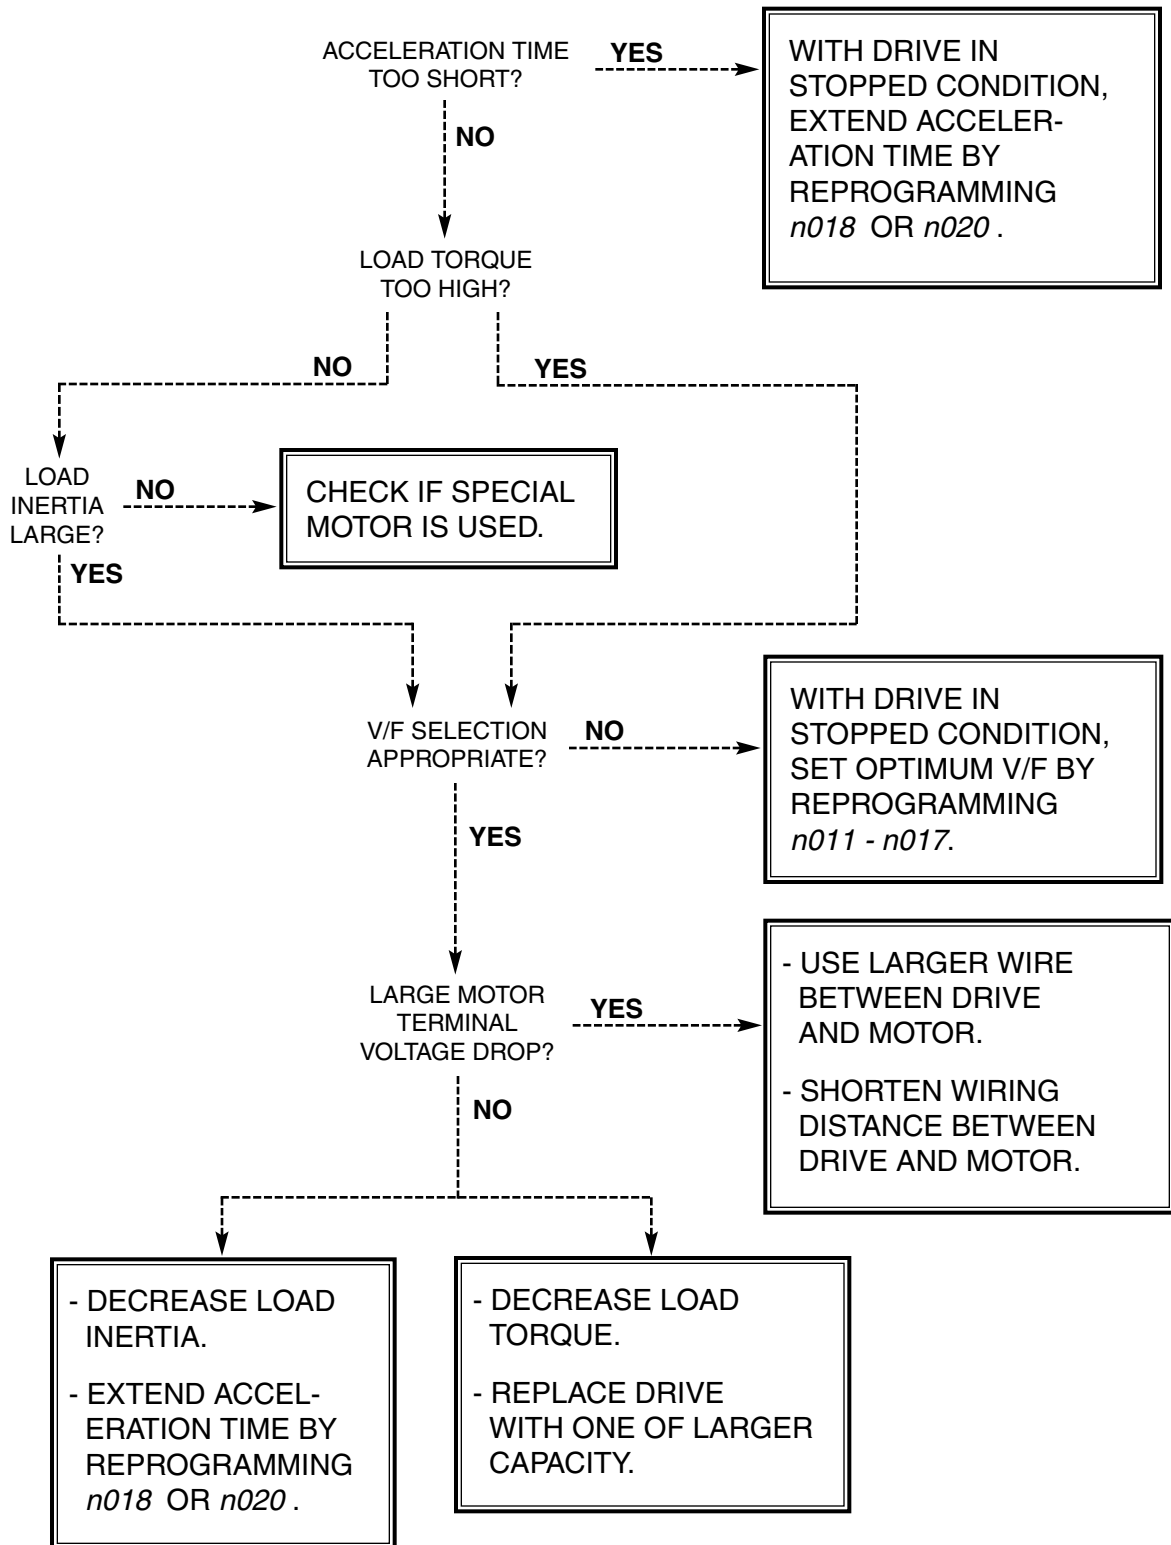 ACCELERATION TIME
TOO SHORT?
YES
WITH DRIVE IN
STOPPED CONDITION,
EXTEND ACCELER-
ATION TIME BY
REPROGRAMMING
n018 OR n020 .
NO
LOAD TORQUE
TOO HIGH?
NO
YES
LOAD
INERTIA
LARGE?
NO
CHECK IF SPECIAL
MOTOR IS USED.
YES
V/F SELECTION
APPROPRIATE?
NO
WITH DRIVE IN
STOPPED CONDITION,
SET OPTIMUM V/F BY
REPROGRAMMING
n011 - n017.
YES
LARGE MOTOR
TERMINAL
VOLTAGE DROP?
YES
- USE LARGER WIRE
BETWEEN DRIVE
AND MOTOR.
- SHORTEN WIRING
DISTANCE BETWEEN
DRIVE AND MOTOR.
NO
- DECREASE LOAD
INERTIA.
- EXTEND ACCEL-
ERATION TIME BY
REPROGRAMMING
n018 OR n020 .
- DECREASE LOAD
TORQUE.
- REPLACE DRIVE
WITH ONE OF LARGER
CAPACITY.